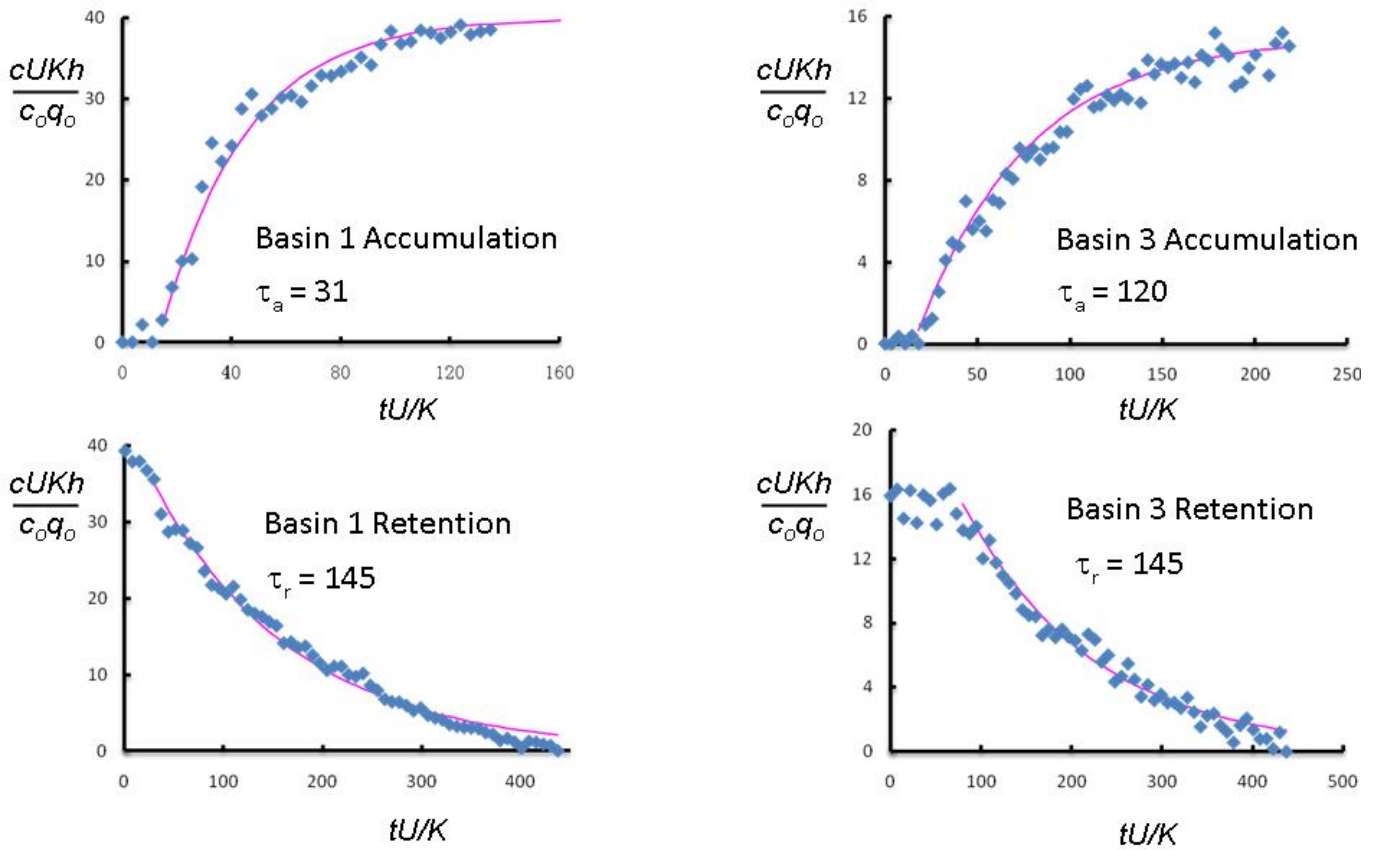 40
30
20
10
0
cUKh
c₀q₀
Basin 1 Accumulation
τₐ = 31
0 40 80 120 160
tU/K
16
12
8
4
0
cUKh
c₀q₀
Basin 3 Accumulation
τₐ = 120
0 50 100 150 200 250
tU/K
40
30
20
10
0
cUKh
c₀q₀
Basin 1 Retention
τᵣ = 145
0 100 200 300 400
tU/K
20
16
12
8
4
0
cUKh
c₀q₀
Basin 3 Retention
τᵣ = 145
0 100 200 300 400 500
tU/K